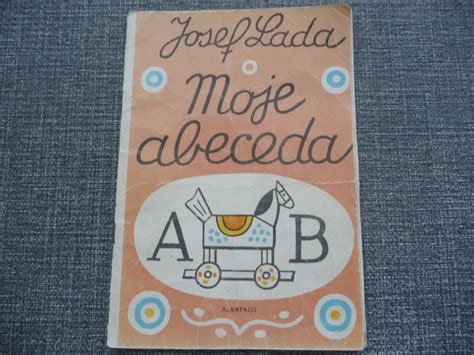 Josef Lada
Moje
abeceda
A B
ALBATROS